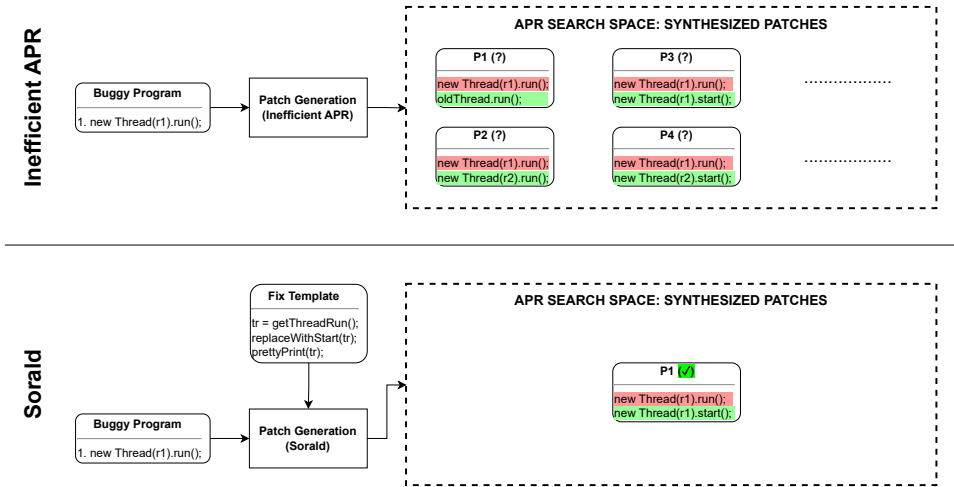 Inefficient APR
Buggy Program
1. new Thread(r1).run();
Patch Generation
(Inefficient APR)
APR SEARCH SPACE: SYNTHESIZED PATCHES
P1 (?)
new Thread(r1).run();
oldThread.run();
P3 (?)
new Thread(r1).run();
new Thread(r1).start();
...................
P2 (?)
new Thread(r1).run();
new Thread(r2).run();
P4 (?)
new Thread(r1).run();
new Thread(r2).start();
...................
Sorald
Fix Template
tr = getThreadRun();
replaceWithStart(tr);
prettyPrint(tr);
Buggy Program
1. new Thread(r1).run();
Patch Generation
(Sorald)
APR SEARCH SPACE: SYNTHESIZED PATCHES
P1 (✓)
new Thread(r1).run();
new Thread(r1).start();